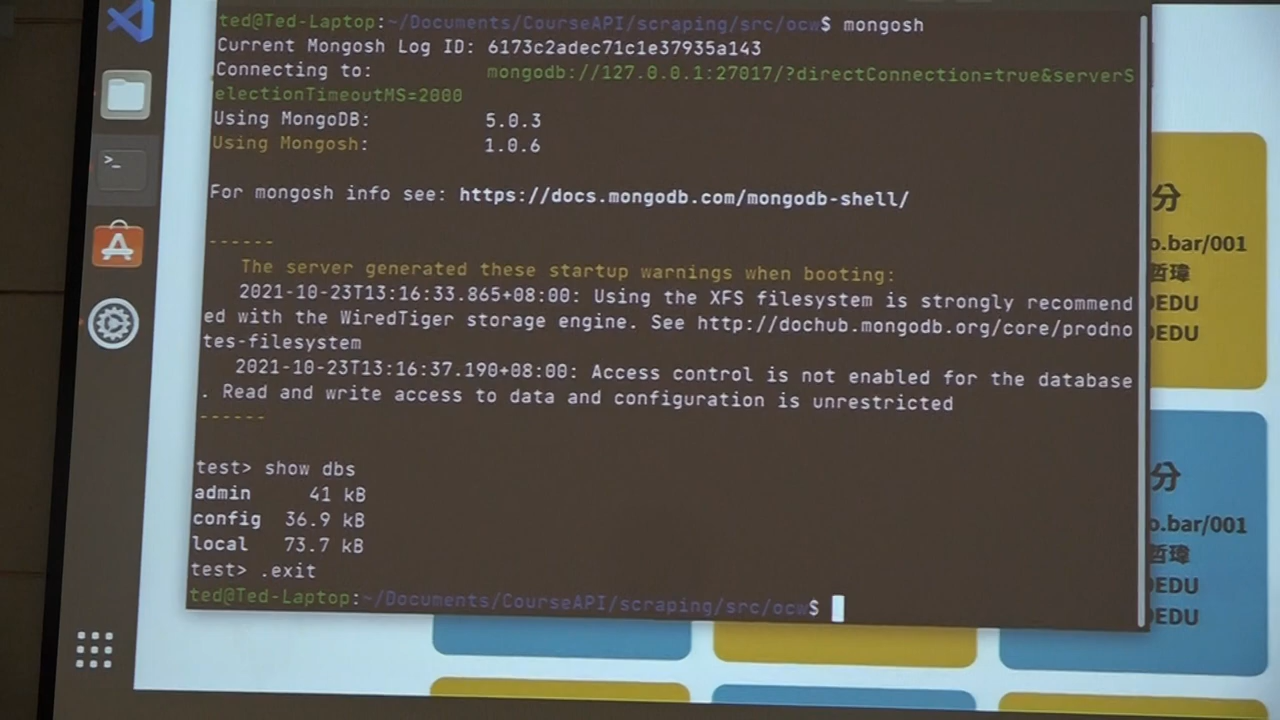 ted@Ted-Laptop:~/Documents/CourseAPI/scraping/src/ocw$ mongosh
Current Mongosh Log ID: 6173c2adec71c1e37935a143
Connecting to: mongodb://127.0.0.1:27017/?directConnection=true&serverS
electionTimeoutMS=2000
Using MongoDB: 5.0.3
Using Mongosh: 1.0.6
For mongosh info see: https://docs.mongodb.com/mongodb-shell/
------
The server generated these startup warnings when booting:
2021-10-23T13:16:33.865+08:00: Using the XFS filesystem is strongly recommend
ed with the WiredTiger storage engine. See http://dochub.mongodb.org/core/prodno
tes-filesystem
2021-10-23T13:16:37.190+08:00: Access control is not enabled for the database
. Read and write access to data and configuration is unrestricted
------
test> show dbs
admin 41 kB
config 36.9 kB
local 73.7 kB
test> .exit
ted@Ted-Laptop:~/Documents/CourseAPI/scraping/src/ocw$
分
o.bar/001
哲瑋
EDU
EDU
分
o.bar/001
哲瑋
EDU
EDU